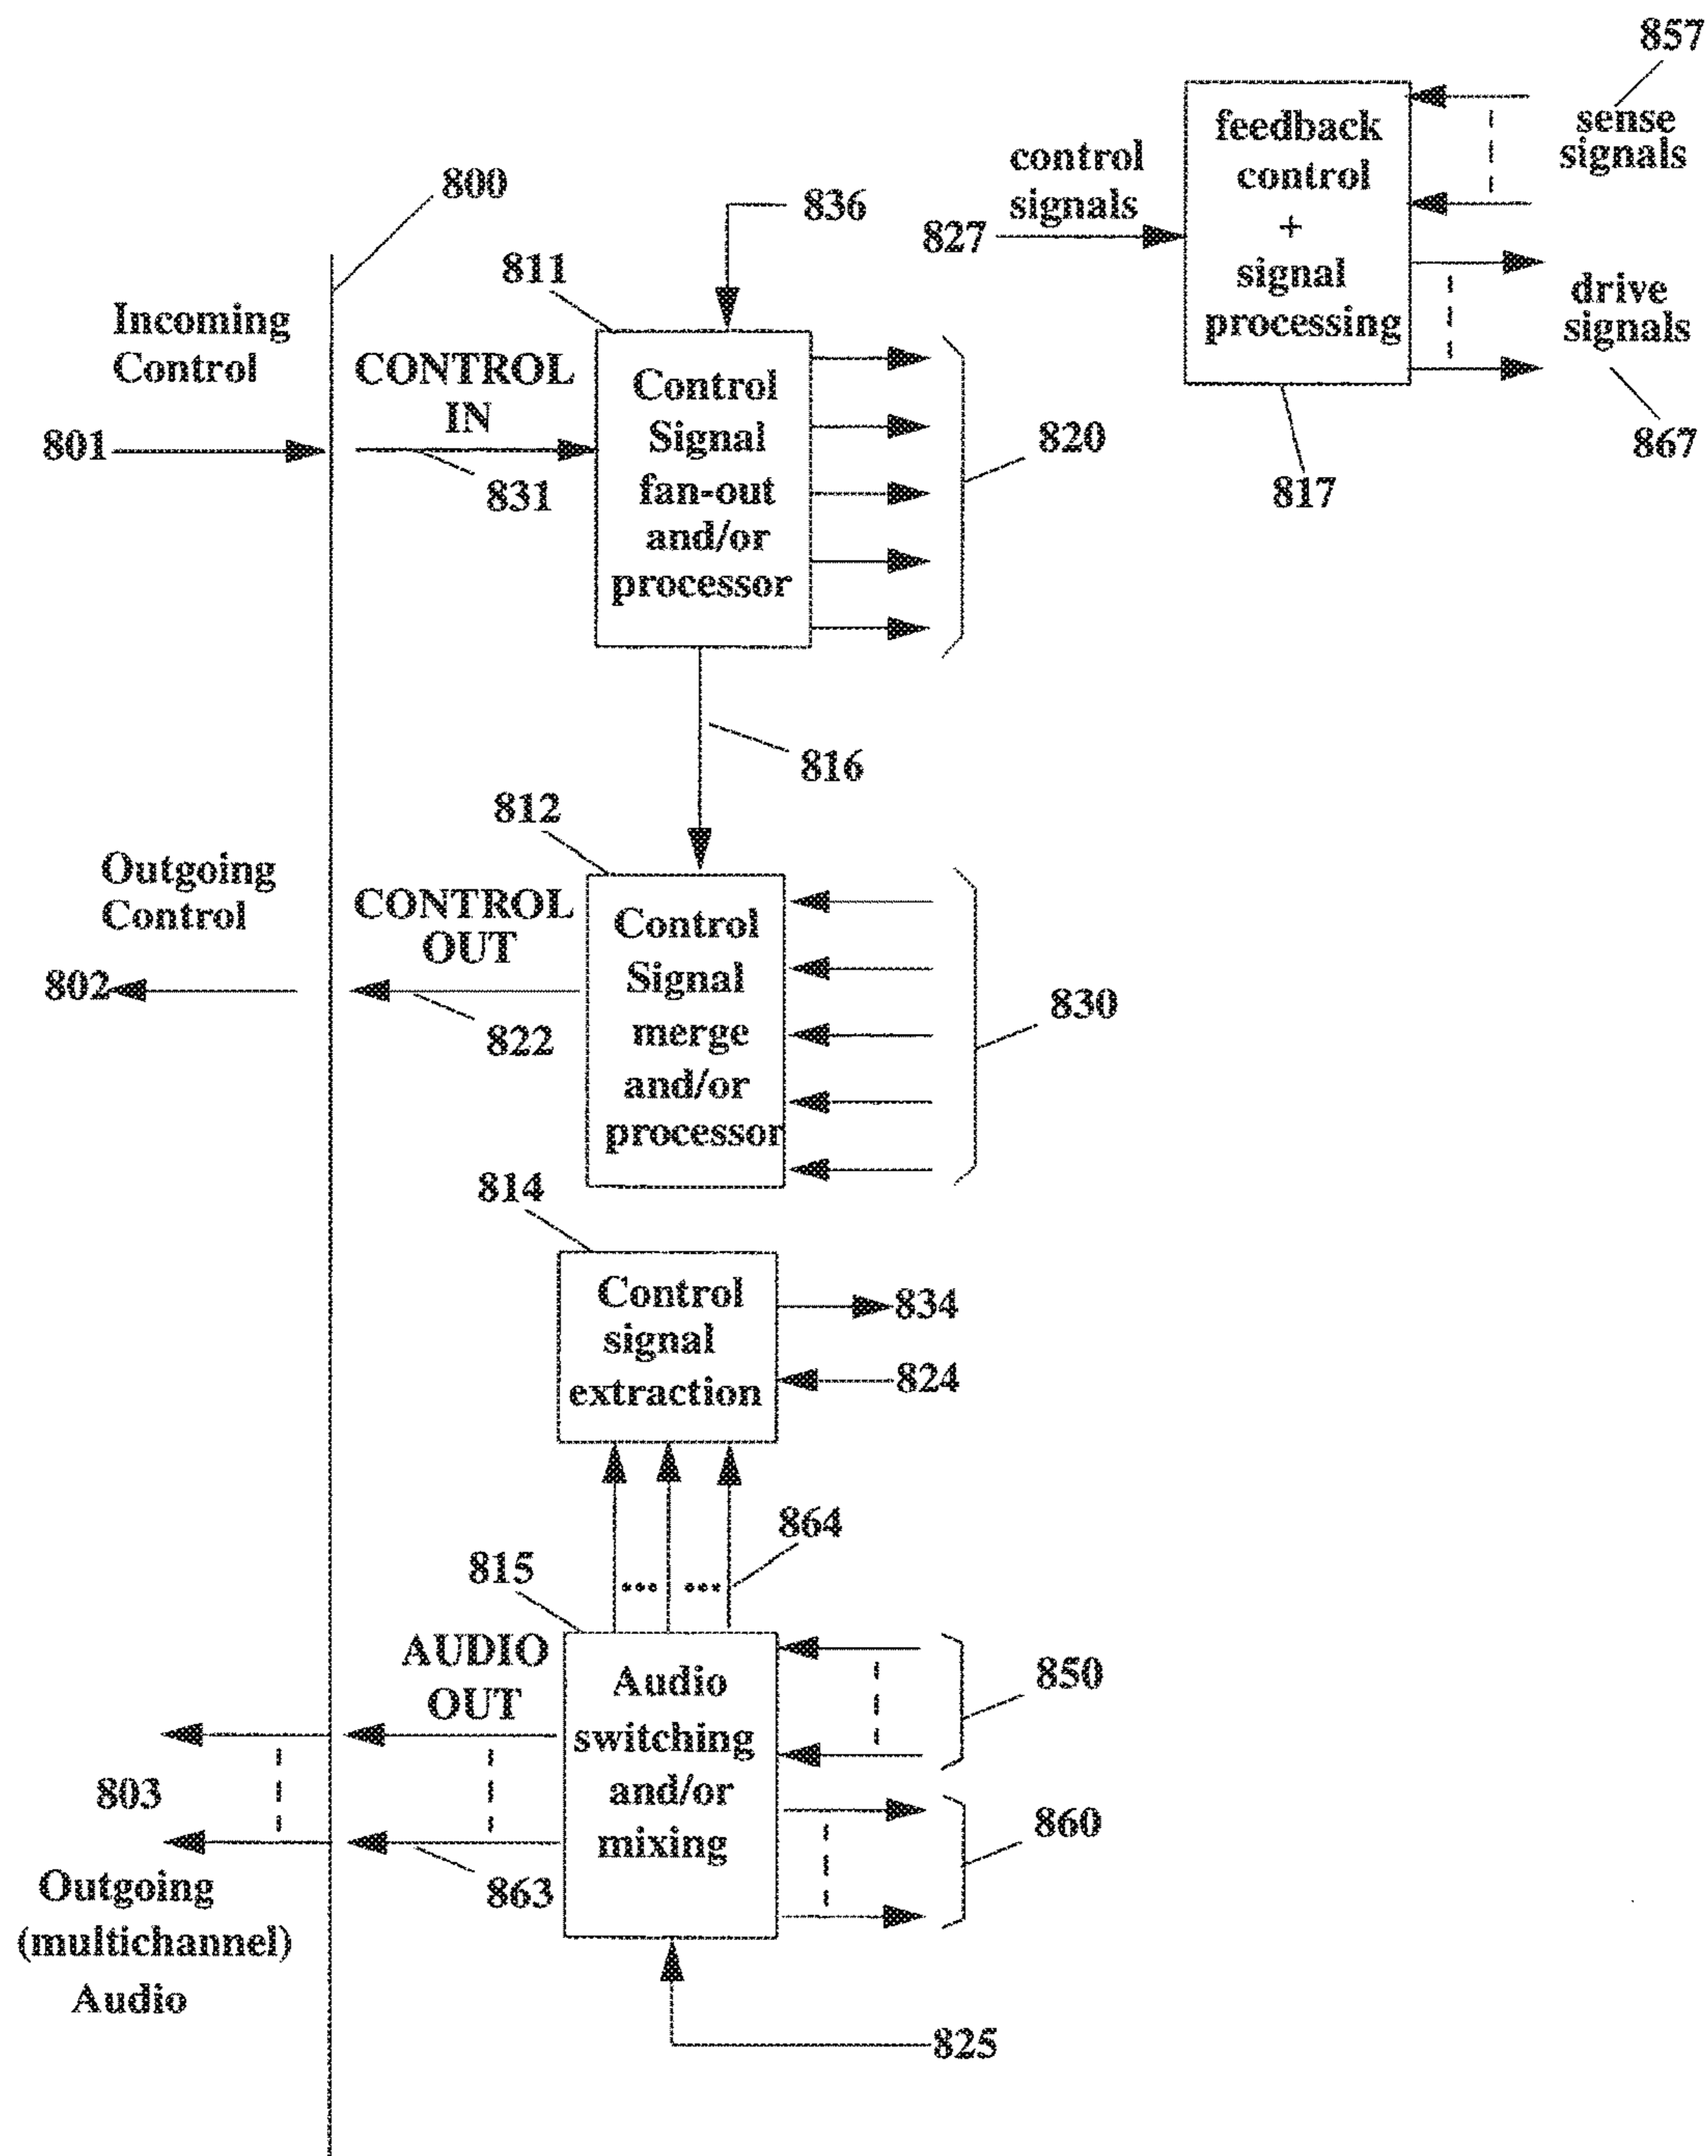 857
sense
signals
feedback
control
+
signal
processing
control
signals
827
drive
signals
867
817
800
836
811
Incoming
Control
CONTROL
IN
801
831
Control
Signal
fan-out
and/or
processor
820
816
812
Outgoing
Control
CONTROL
OUT
802
822
Control
Signal
merge
and/or
processor
830
814
Control
signal
extraction
834
824
864
815
AUDIO
OUT
Audio
switching
and/or
mixing
850
860
803
863
Outgoing
(multichannel)
Audio
825